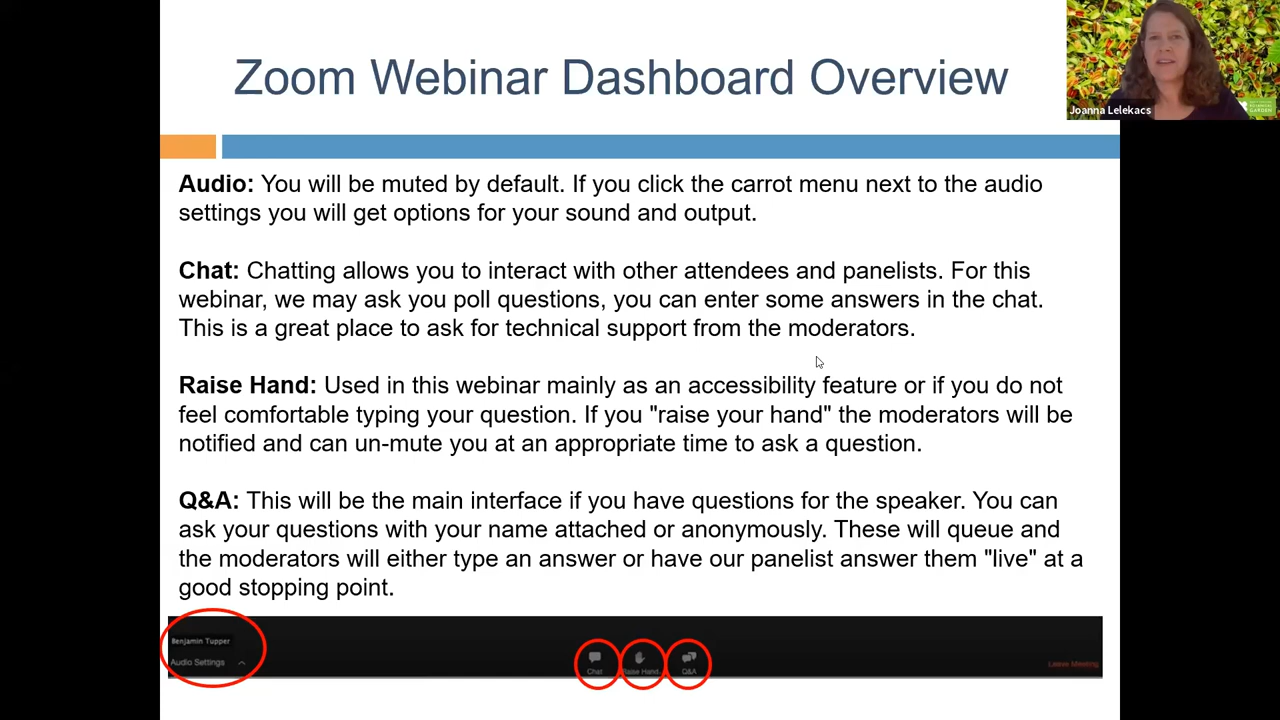 Zoom Webinar Dashboard Overview
Joanna Lelekacs
GARDEN
Audio: You will be muted by default. If you click the carrot menu next to the audio
settings you will get options for your sound and output.
Chat: Chatting allows you to interact with other attendees and panelists. For this
webinar, we may ask you poll questions, you can enter some answers in the chat.
This is a great place to ask for technical support from the moderators.
Raise Hand: Used in this webinar mainly as an accessibility feature or if you do not
feel comfortable typing your question. If you "raise your hand" the moderators will be
notified and can un-mute you at an appropriate time to ask a question.
Q&A: This will be the main interface if you have questions for the speaker. You can
ask your questions with your name attached or anonymously. These will queue and
the moderators will either type an answer or have our panelist answer them "live" at a
good stopping point.
Benjamin Tupper
Audio Settings
Chat
Raise Hand
Q&A
Leave Meeting